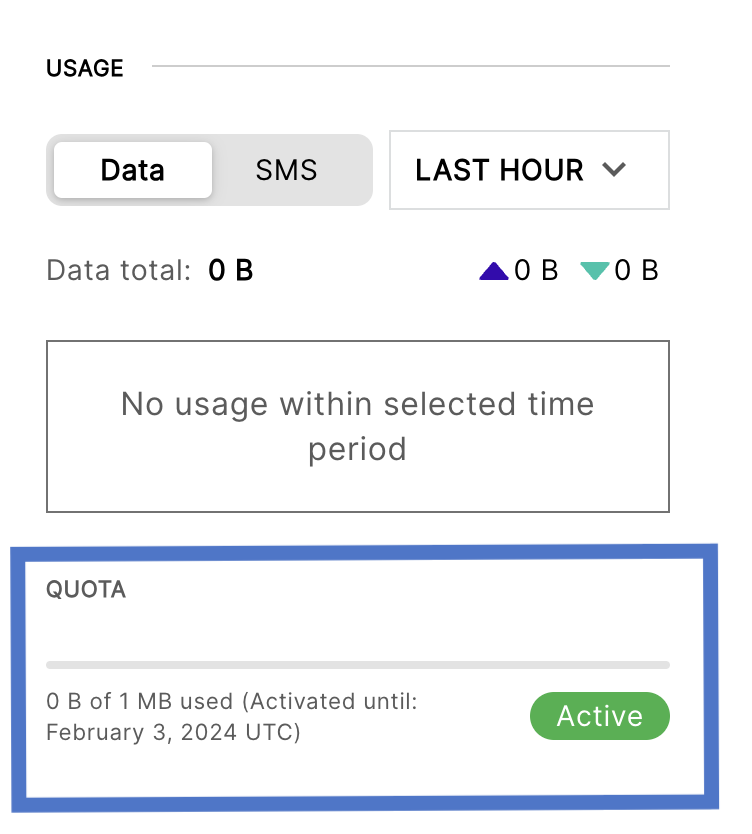 USAGE
Data SMS LAST HOUR
Data total: 0 B 0 B 0 B
No usage within selected time
period
QUOTA
0 B of 1 MB used (Activated until:
February 3, 2024 UTC)
Active